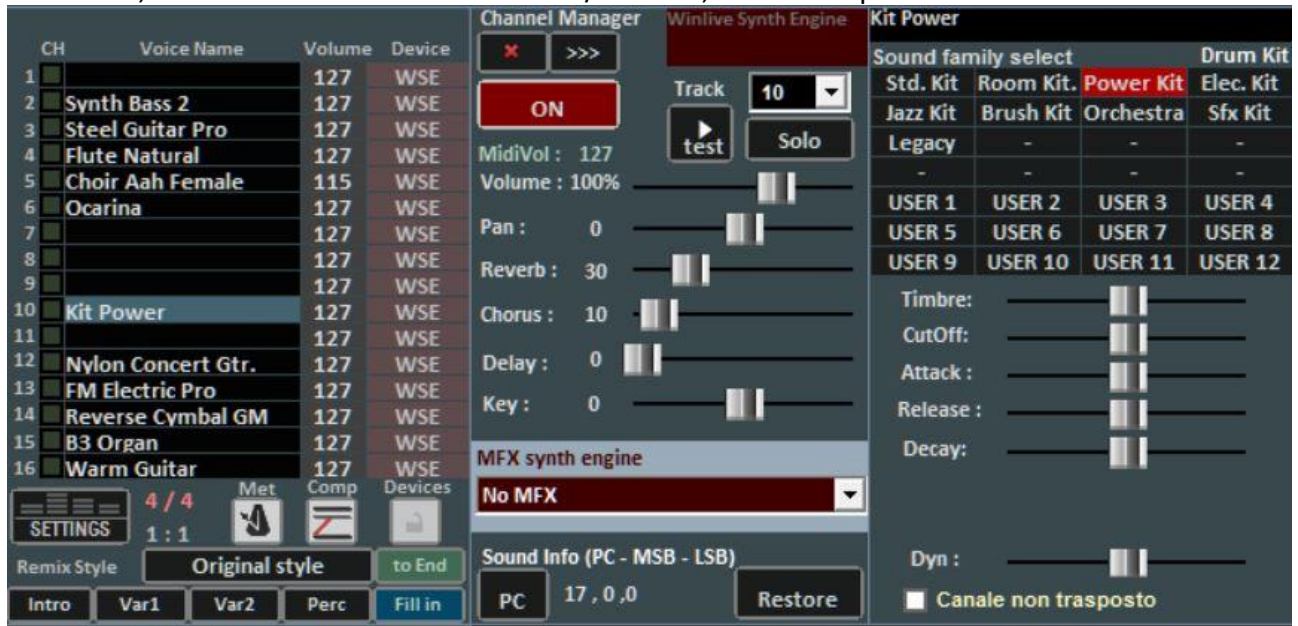 CH Voice Name Volume Device
1 127 WSE
2 Synth Bass 2 127 WSE
3 Steel Guitar Pro 127 WSE
4 Flute Natural 127 WSE
5 Choir Aah Female 115 WSE
6 Ocarina 127 WSE
7 127 WSE
8 127 WSE
9 127 WSE
10 Kit Power 127 WSE
11 127 WSE
12 Nylon Concert Gtr. 127 WSE
13 FM Electric Pro 127 WSE
14 Reverse Cymbal GM 127 WSE
15 B3 Organ 127 WSE
16 Warm Guitar 127 WSE
SETTINGS
4 / 4
1 : 1
Met Comp Devices
Remix Style Original style to End
Intro Var1 Var2 Perc Fill in
Channel Manager Winlive Synth Engine
>>>
ON
Track 10
test Solo
MidiVol : 127
Volume : 100%
Pan : 0
Reverb : 30
Chorus : 10
Delay : 0
Key : 0
MFX synth engine
No MFX
Sound Info (PC - MSB - LSB)
PC 17 , 0 ,0 Restore
Kit Power
Sound family select Drum Kit
Std. Kit Room Kit. Power Kit Elec. Kit
Jazz Kit Brush Kit Orchestra Sfx Kit
Legacy - - -
- - - -
USER 1 USER 2 USER 3 USER 4
USER 5 USER 6 USER 7 USER 8
USER 9 USER 10 USER 11 USER 12
Timbre:
CutOff:
Attack :
Release :
Decay:
Dyn :
Canale non trasposto